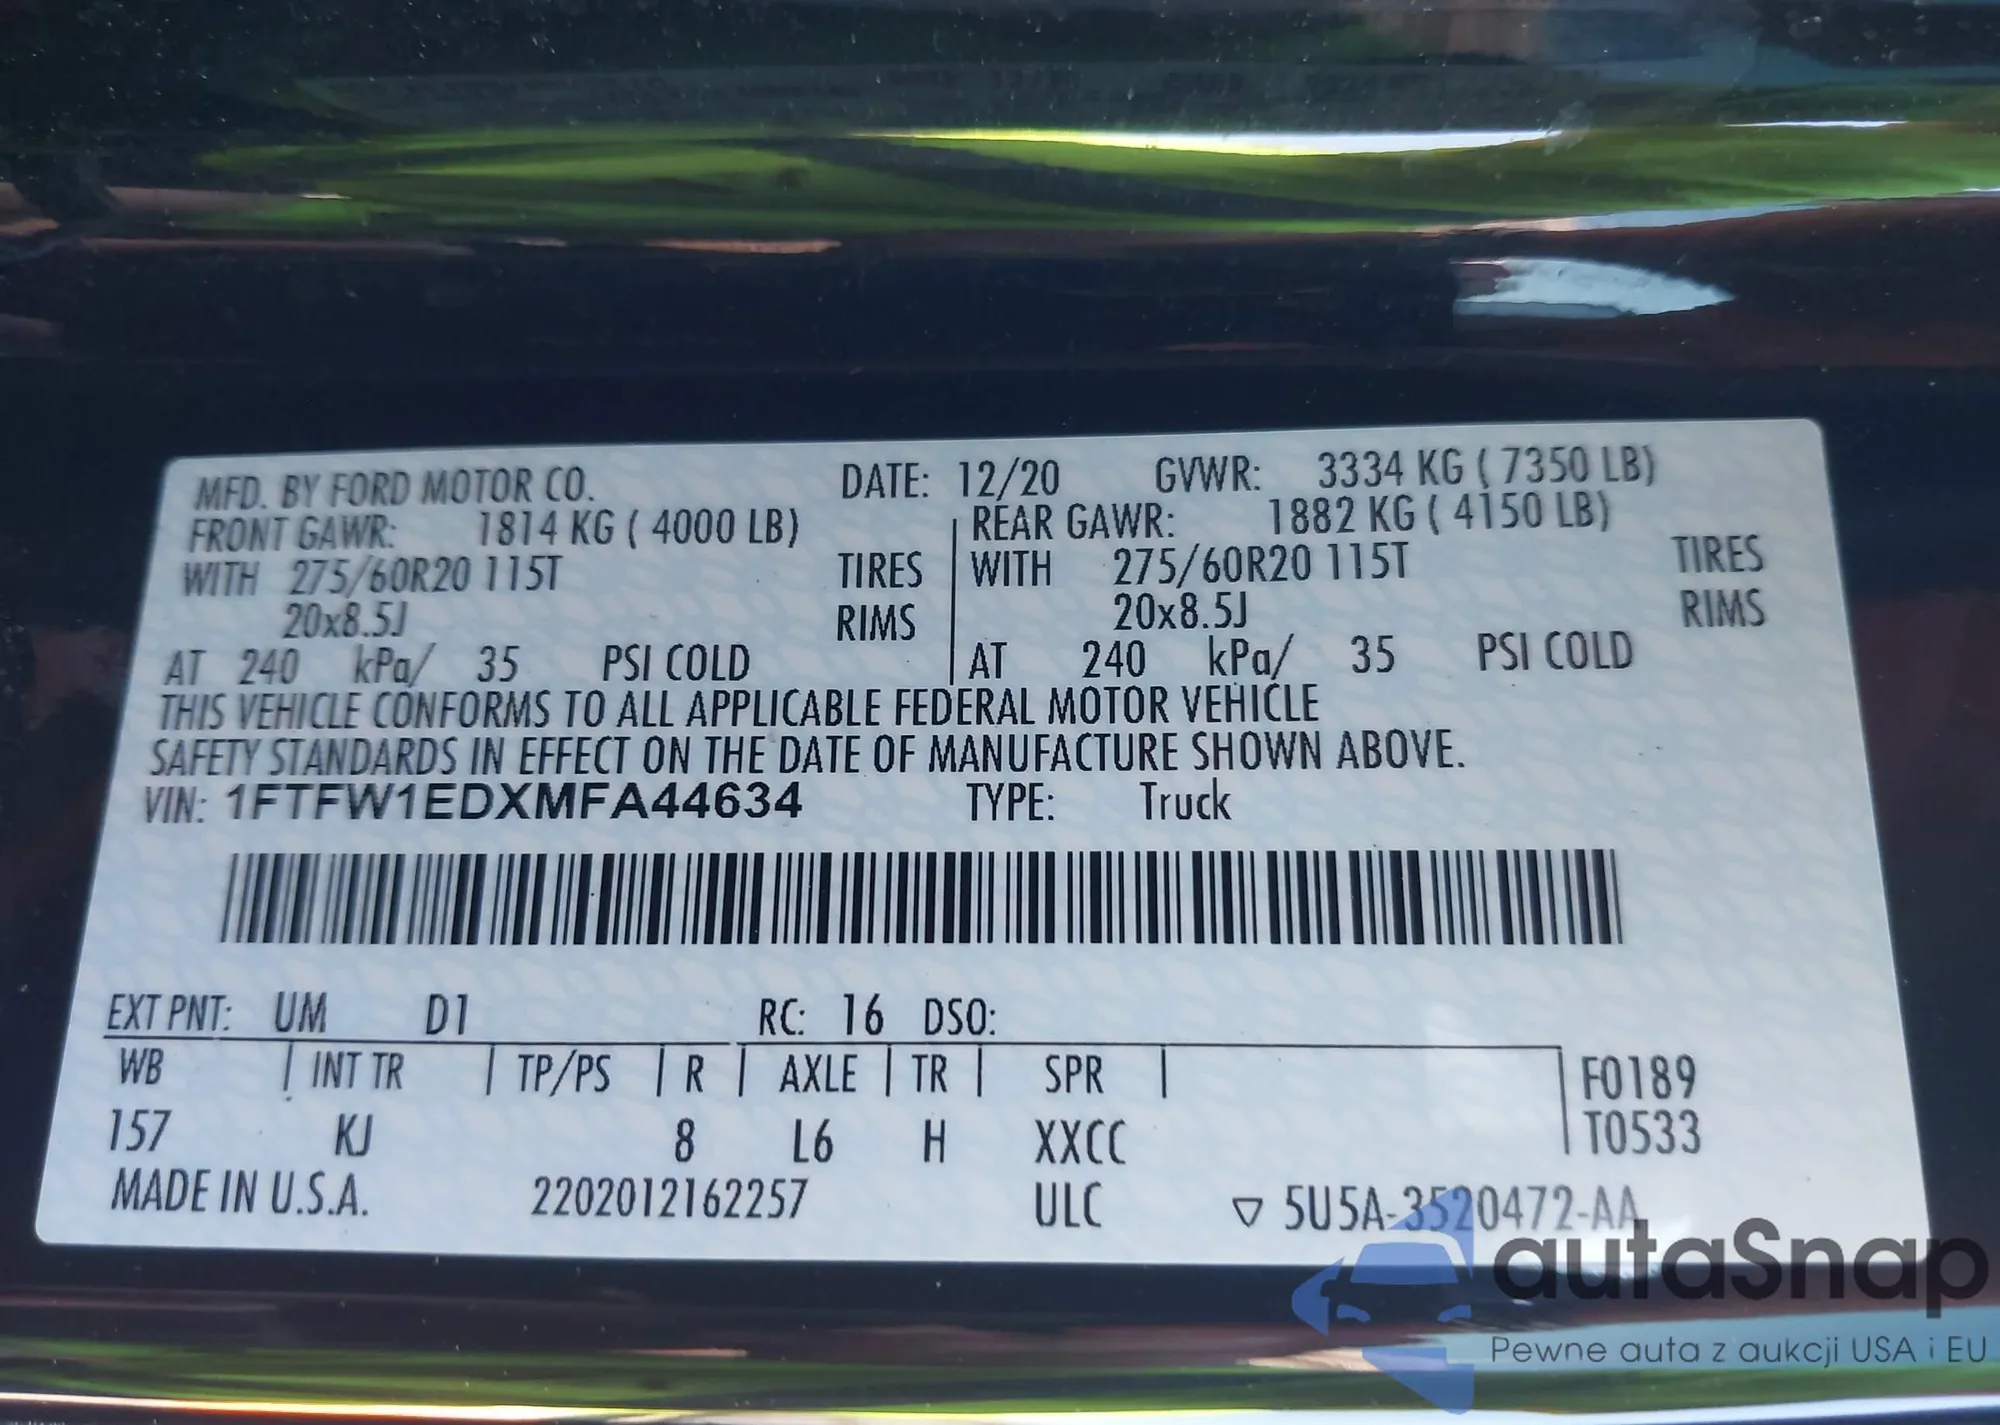 MFD. BY FORD MOTOR CO. DATE: 12/20 GVWR: 3334 KG ( 7350 LB)
FRONT GAWR: 1814 KG ( 4000 LB) REAR GAWR: 1882 KG ( 4150 LB)
WITH 275/60R20 115T TIRES WITH 275/60R20 115T TIRES
20x8.5J RIMS 20x8.5J RIMS
AT 240 kPa/ 35 PSI COLD AT 240 kPa/ 35 PSI COLD
THIS VEHICLE CONFORMS TO ALL APPLICABLE FEDERAL MOTOR VEHICLE
SAFETY STANDARDS IN EFFECT ON THE DATE OF MANUFACTURE SHOWN ABOVE.
VIN: 1FTFW1EDXMFA44634 TYPE: Truck
EXT PNT: UM D1 RC: 16 DSO:
WB INT TR TP/PS R AXLE TR SPR F0189
157 KJ 8 L6 H XXCC T0533
MADE IN U.S.A. 2202012162257 ULC ▽ 5U5A-3520472-AA
autaSnap
Pewne auta z aukcji USA i EU